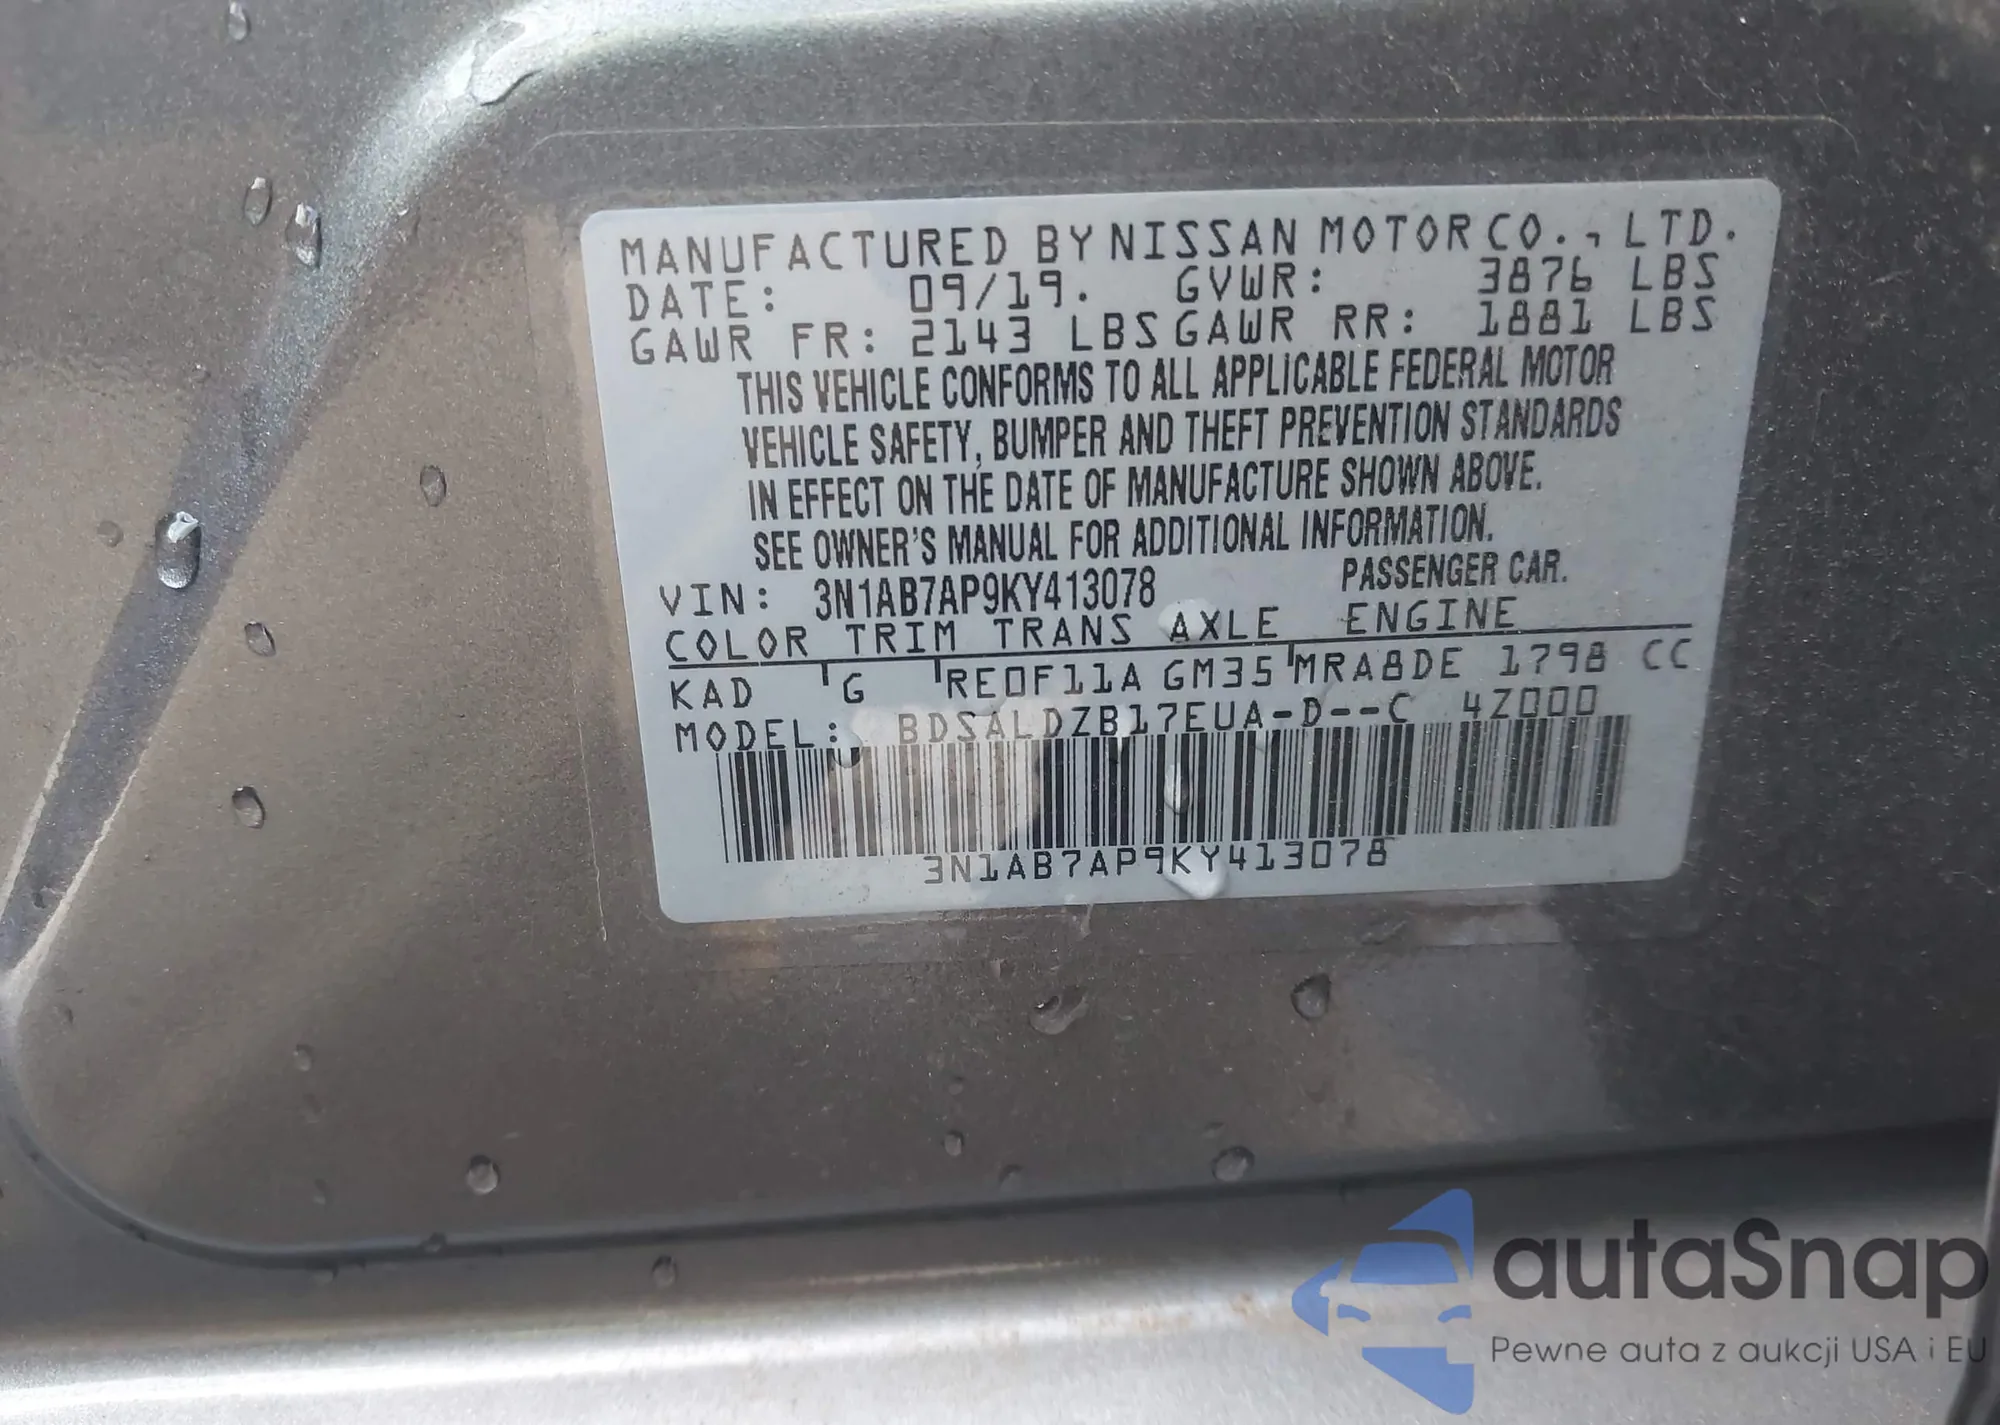 MANUFACTURED BY NISSAN MOTOR CO., LTD.
DATE: 09/19. GVWR: 3876 LBS
GAWR FR: 2143 LBS GAWR RR: 1881 LBS
THIS VEHICLE CONFORMS TO ALL APPLICABLE FEDERAL MOTOR
VEHICLE SAFETY, BUMPER AND THEFT PREVENTION STANDARDS
IN EFFECT ON THE DATE OF MANUFACTURE SHOWN ABOVE.
SEE OWNER'S MANUAL FOR ADDITIONAL INFORMATION.
VIN: 3N1AB7AP9KY413078 PASSENGER CAR.
COLOR TRIM TRANS AXLE ENGINE
KAD G RE0F11A GM35 MRA8DE 1798 CC
MODEL: BDSALDZB17EUA-D--C 4Z000
3N1AB7AP9KY413078
autaSnap
Pewne auta z aukcji USA i EU